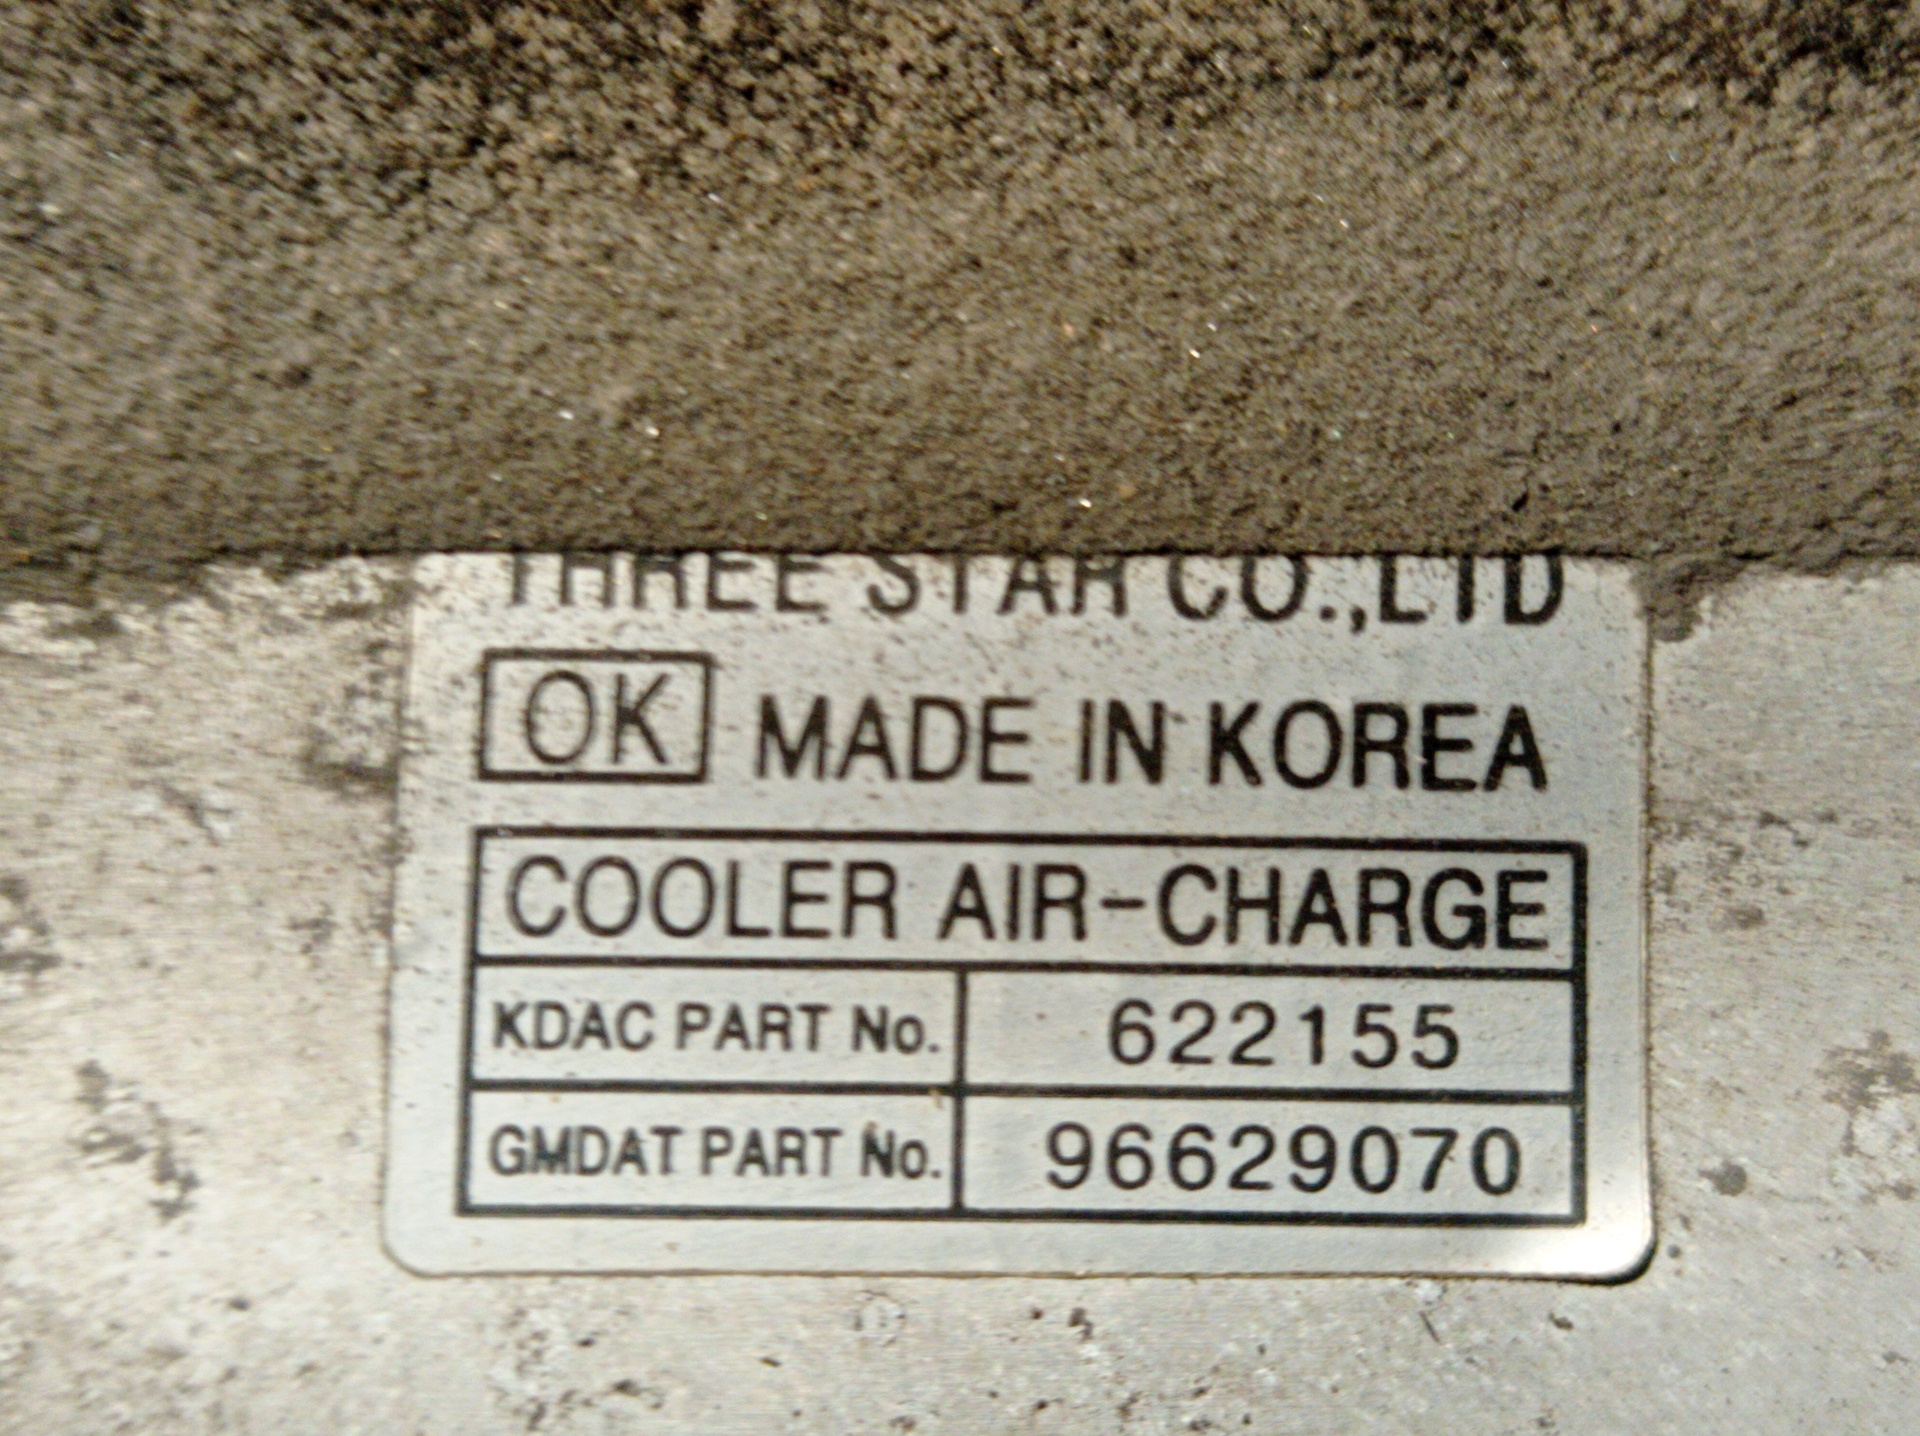 THREE STAR CO.,LTD
OK MADE IN KOREA
COOLER AIR-CHARGE
KDAC PART No. 622155
GMDAT PART No. 96629070